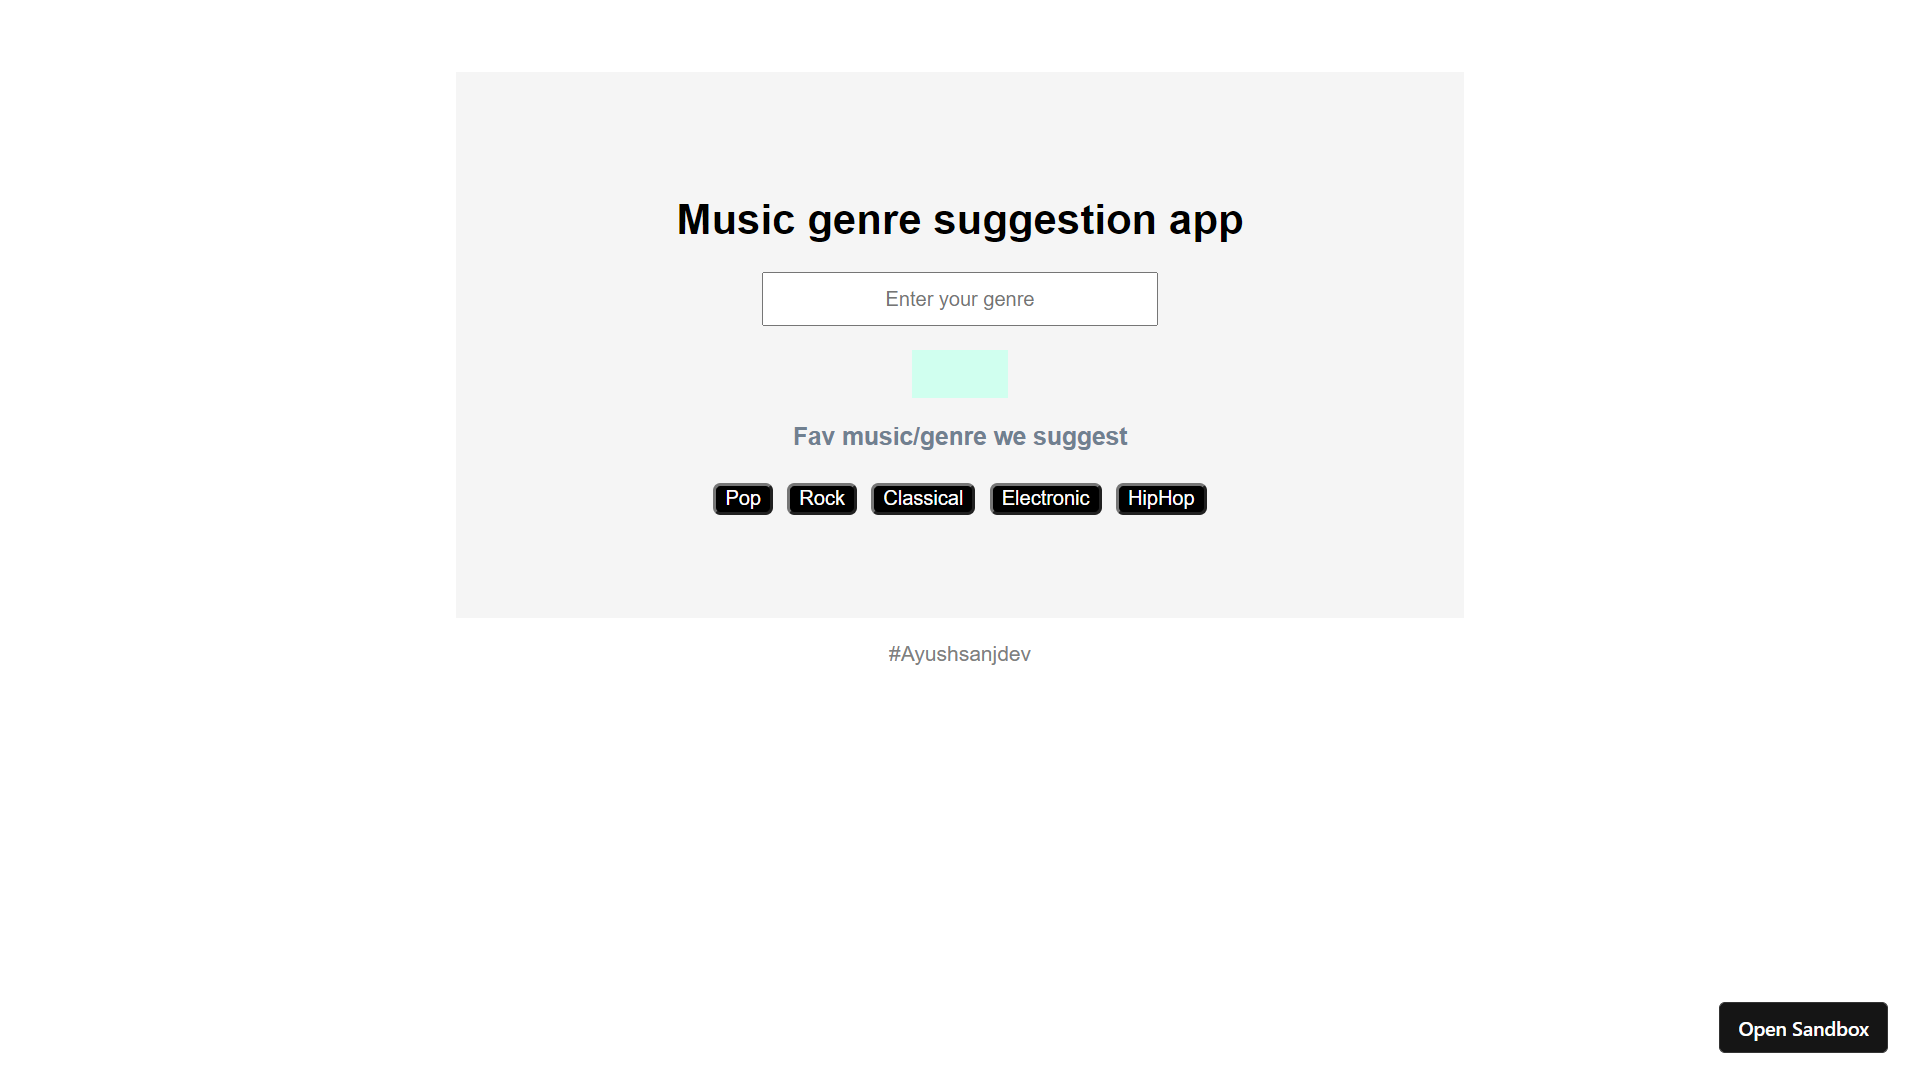 Music genre suggestion app
Enter your genre
Fav music/genre we suggest
Pop Rock Classical Electronic HipHop
#Ayushsanjdev
Open Sandbox